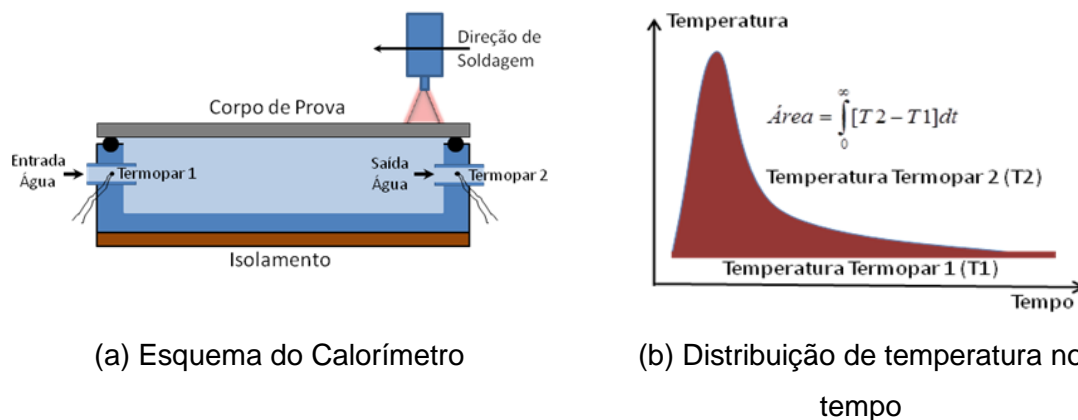 Direção de
Soldagem
Corpo de Prova
Entrada
Água
Termopar 1
Saída
Água
Termopar 2
Isolamento
(a) Esquema do Calorímetro
Temperatura
Área = ∫₀^∞ [T2 − T1]dt
Temperatura Termopar 2 (T2)
Temperatura Termopar 1 (T1)
Tempo
(b) Distribuição de temperatura no
tempo